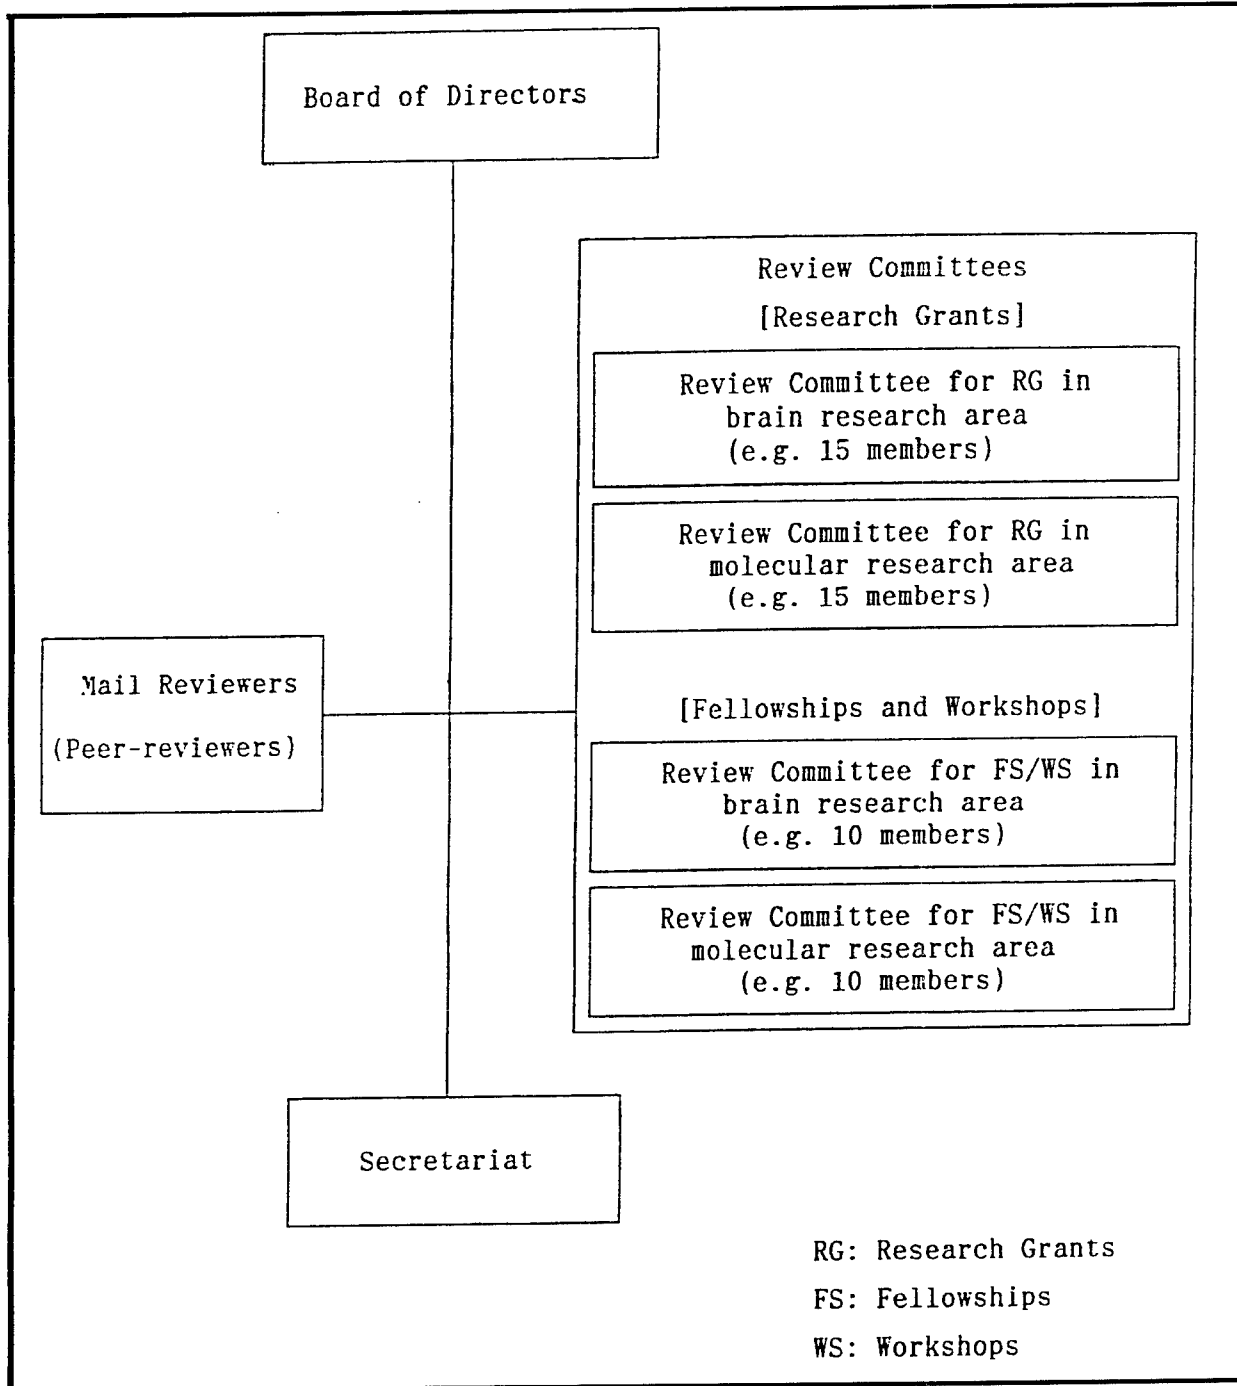 Board of Directors
Review Committees
[Research Grants]
Review Committee for RG in
brain research area
(e.g. 15 members)
Review Committee for RG in
molecular research area
(e.g. 15 members)
Mail Reviewers
(Peer-reviewers)
[Fellowships and Workshops]
Review Committee for FS/WS in
brain research area
(e.g. 10 members)
Review Committee for FS/WS in
molecular research area
(e.g. 10 members)
Secretariat
RG: Research Grants
FS: Fellowships
WS: Workshops